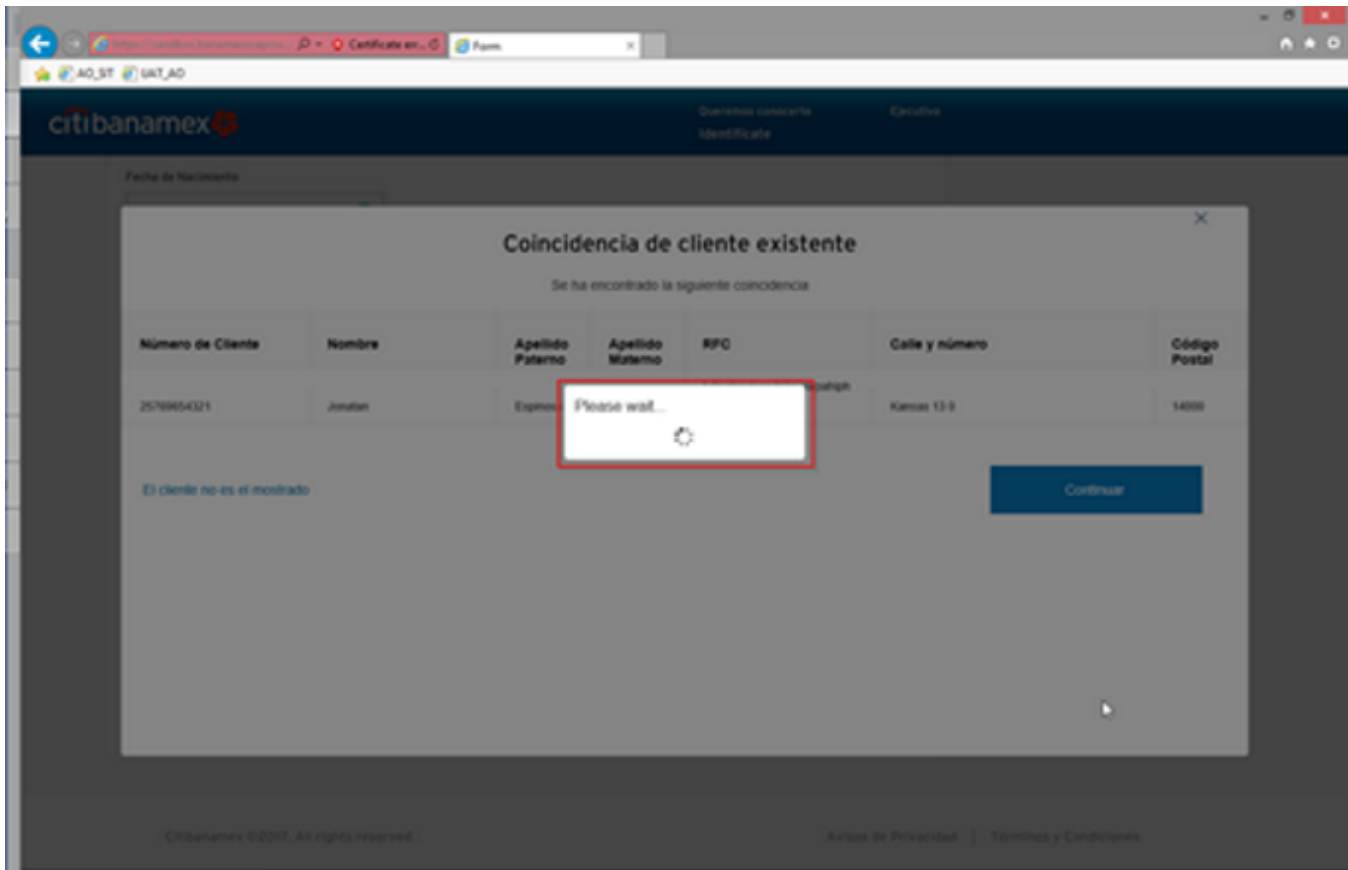 Certificate er...
Form
AO_SIT UAT_AO
citibanamex
Queremos conocerte
Ejecutivo
Identifícate
Fecha de Nacimiento
Coincidencia de cliente existente
Se ha encontrado la siguiente coincidencia
Número de Cliente Nombre Apellido Paterno Apellido Materno RFC Calle y número Código Postal
25769654321 Jonatan Kansas 13 0 14000
Please wait...
El cliente no es el mostrado
Continuar
Citibanamex ©2017. All rights reserved
Avisos de Privacidad | Términos y Condiciones